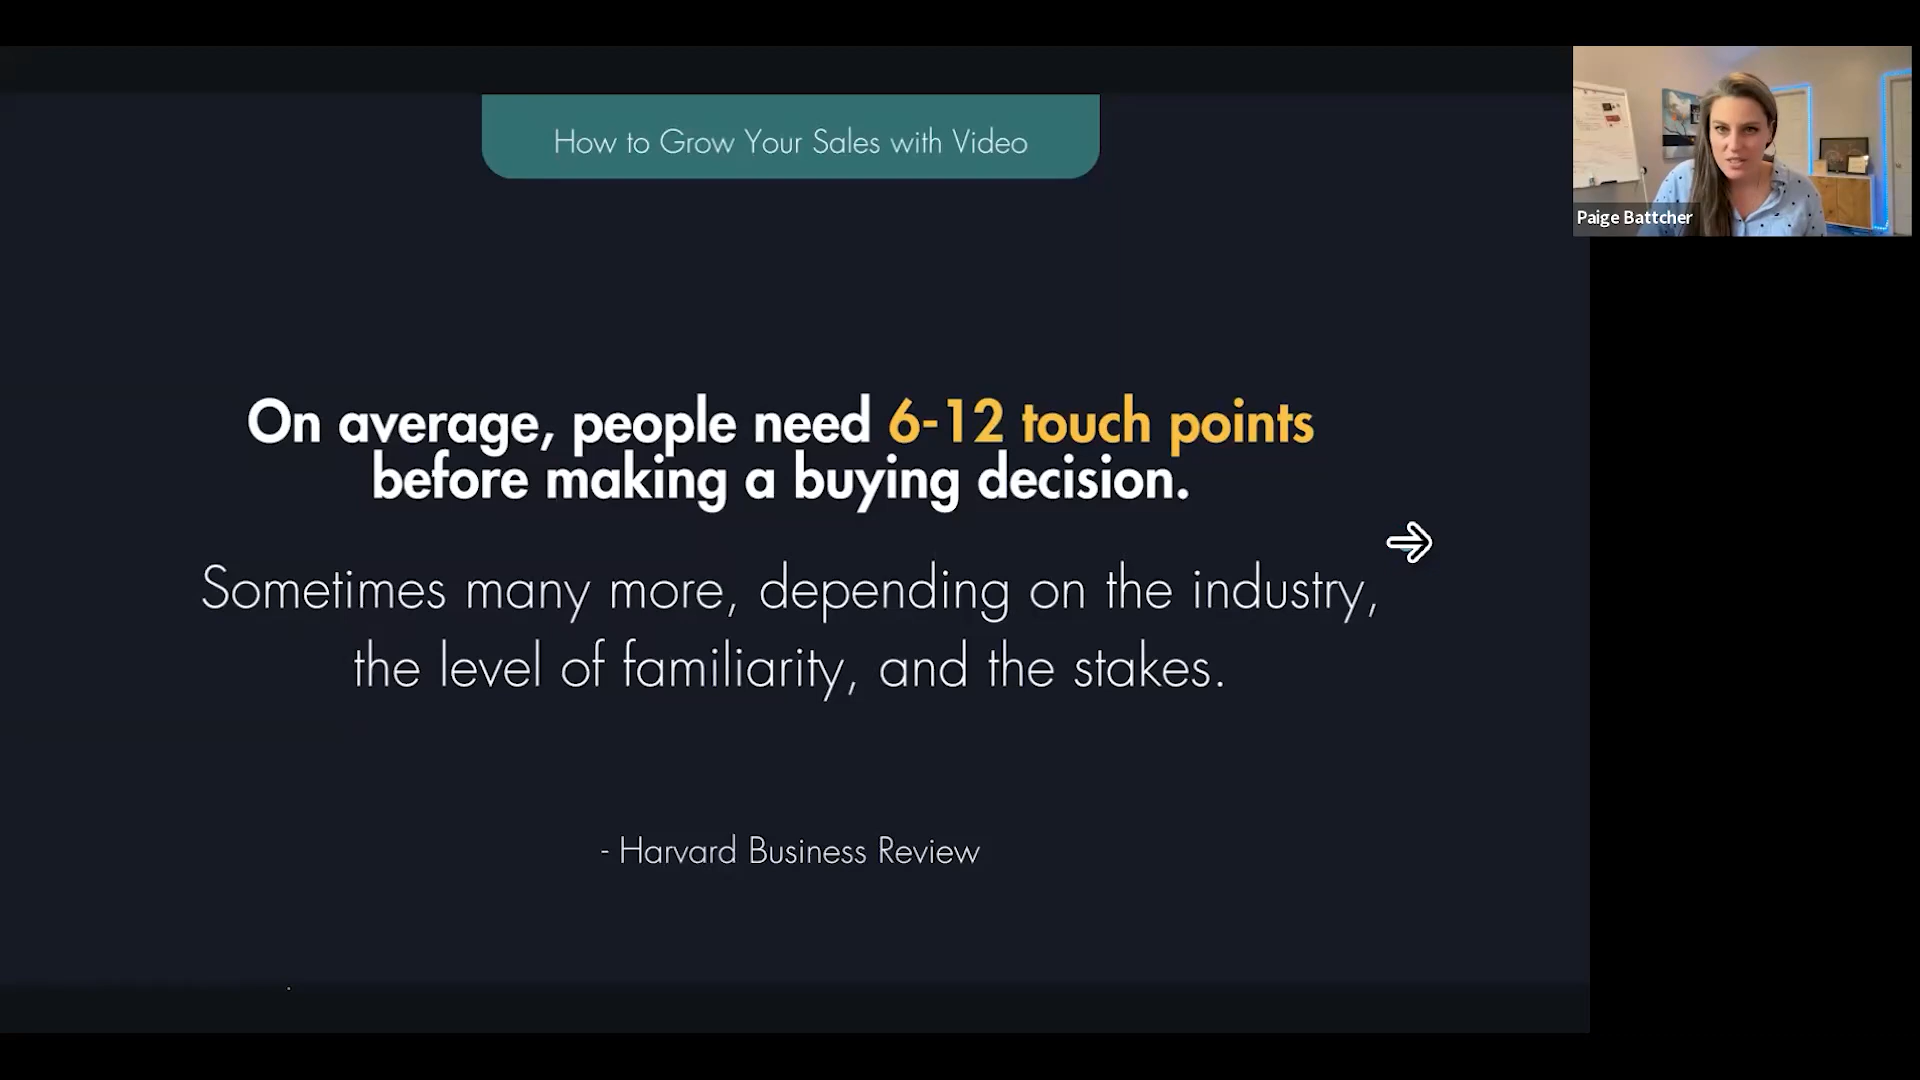 How to Grow Your Sales with Video
Paige Battcher
On average, people need 6-12 touch points
before making a buying decision.
Sometimes many more, depending on the industry,
the level of familiarity, and the stakes.
- Harvard Business Review